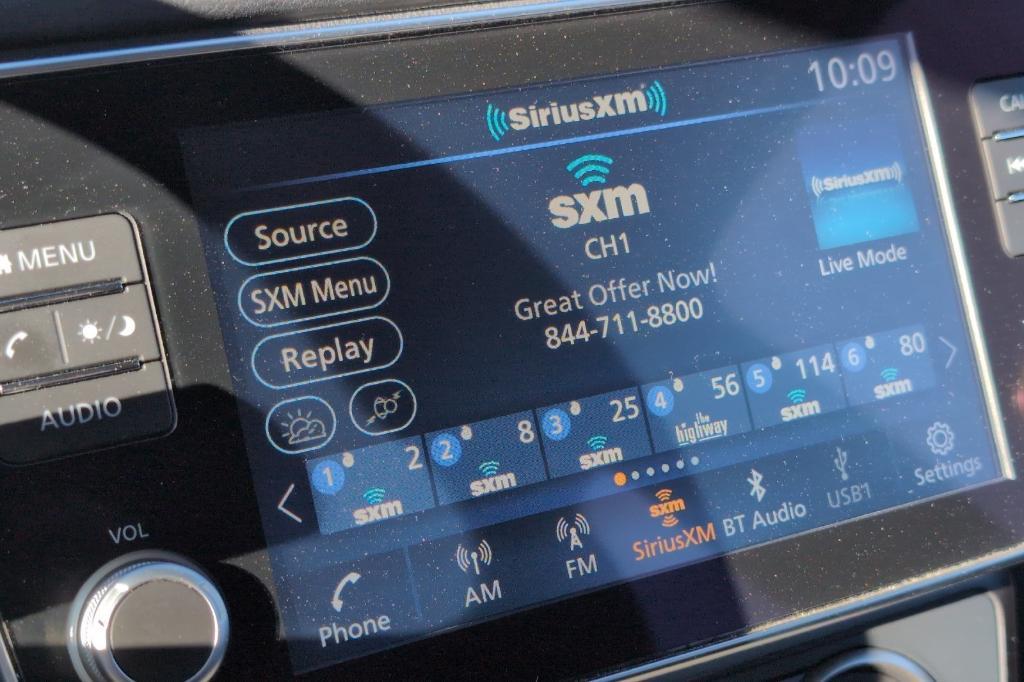 10:09
SiriusXM
sxm
SiriusXM
CH1
Live Mode
Source
SXM Menu
Replay
Great Offer Now!
844-711-8800
1 2 sxm
2 8 sxm
3 25 sxm
4 56 the highway
5 114 sxm
6 80 sxm
Phone
AM
A
FM
sxm
SiriusXM
BT Audio
USB1
Settings
MENU
AUDIO
VOL